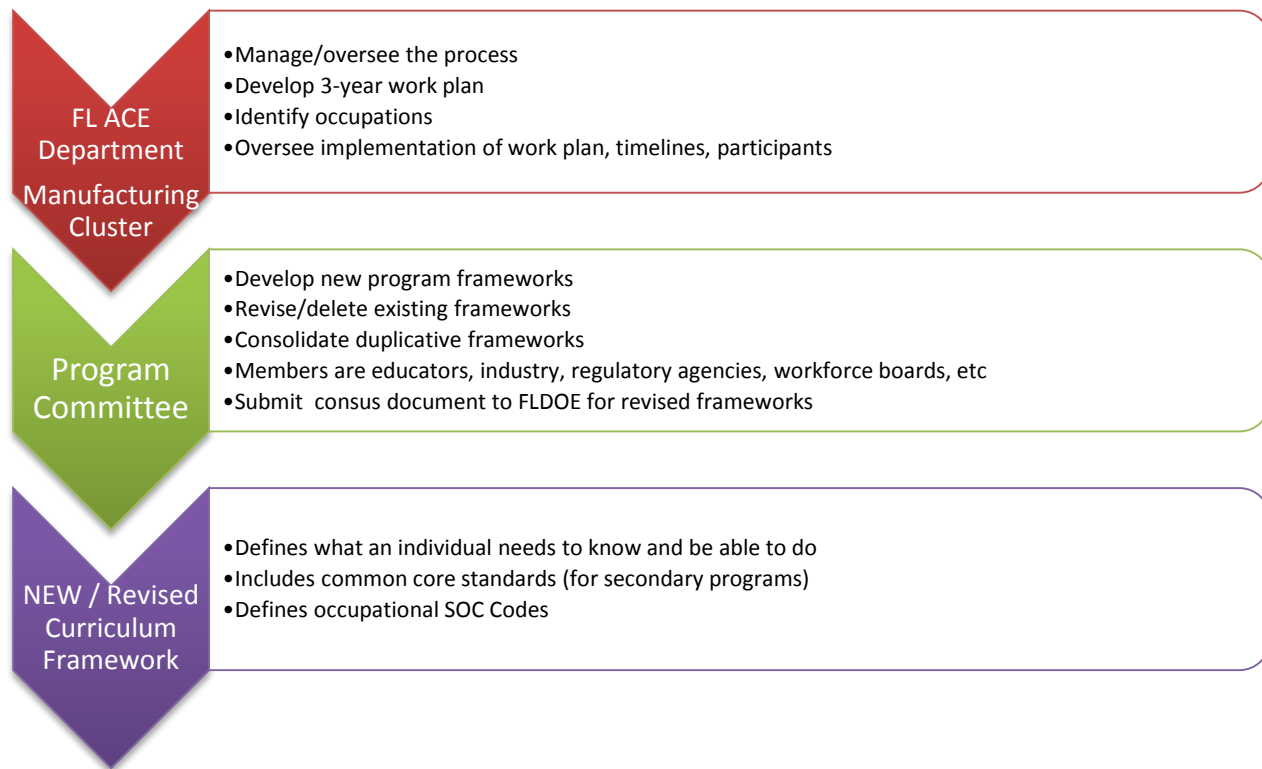 FL ACE
Department
Manufacturing
Cluster
•Manage/oversee the process
•Develop 3-year work plan
•Identify occupations
•Oversee implementation of work plan, timelines, participants
Program
Committee
•Develop new program frameworks
•Revise/delete existing frameworks
•Consolidate duplicative frameworks
•Members are educators, industry, regulatory agencies, workforce boards, etc
•Submit  consus document to FLDOE for revised frameworks
NEW / Revised
Curriculum
Framework
•Defines what an individual needs to know and be able to do
•Includes common core standards (for secondary programs)
•Defines occupational SOC Codes